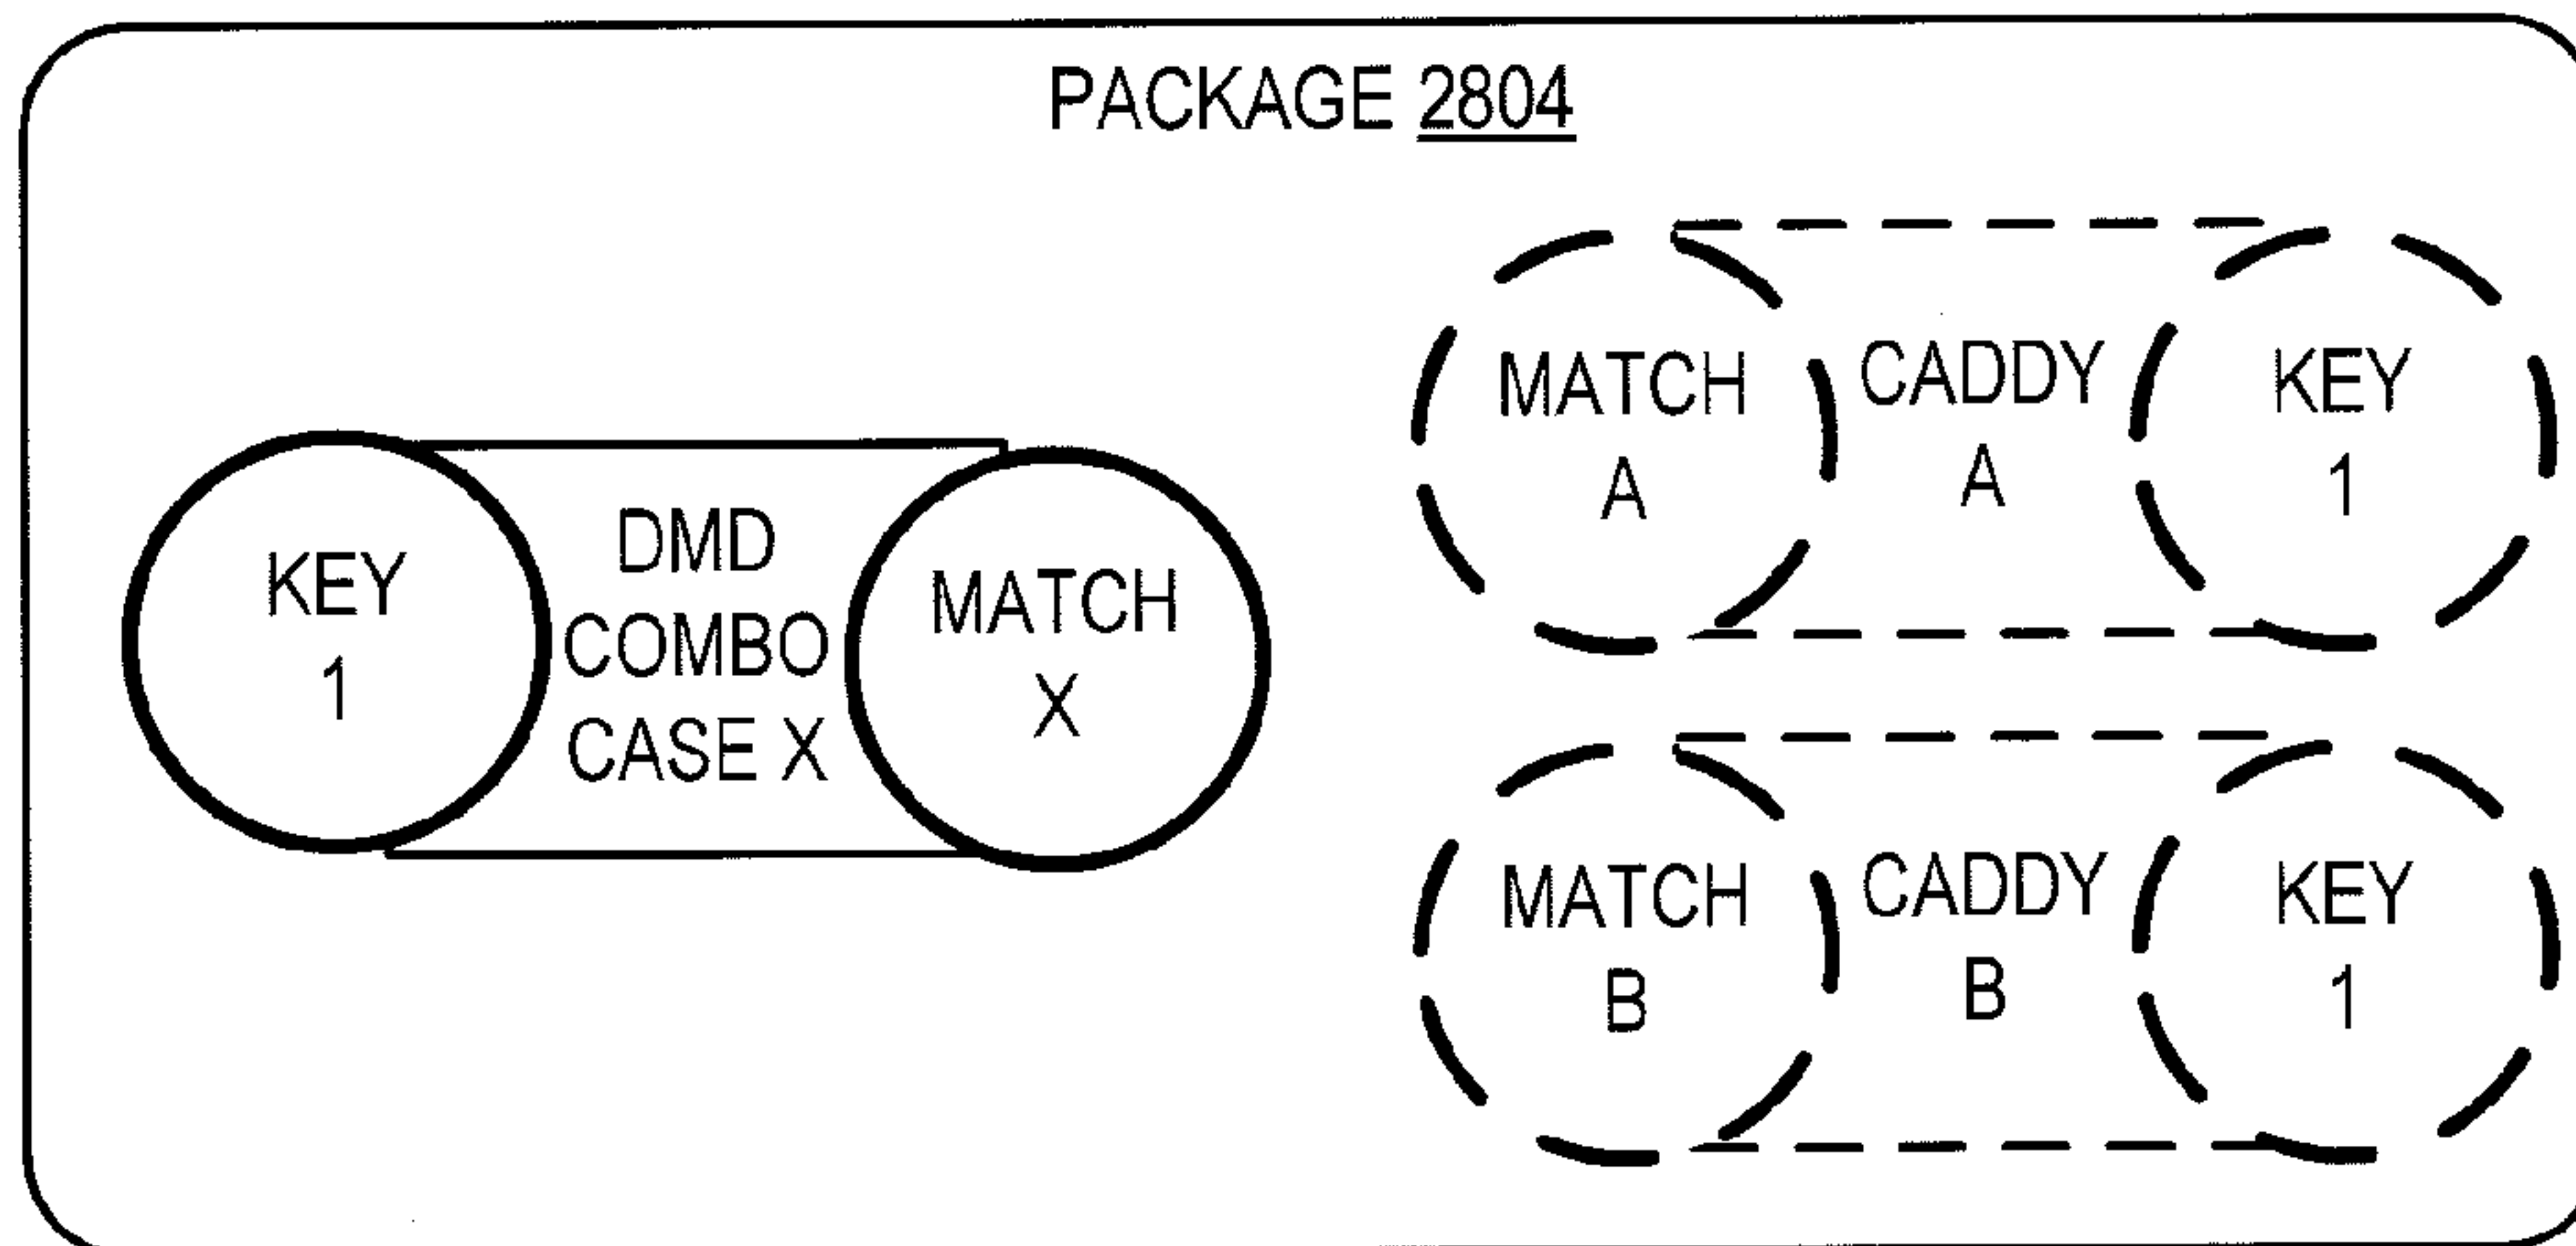 PACKAGE 2804
KEY
1
DMD
COMBO
CASE X
MATCH
X
MATCH
A
CADDY
A
KEY
1
MATCH
B
CADDY
B
KEY
1